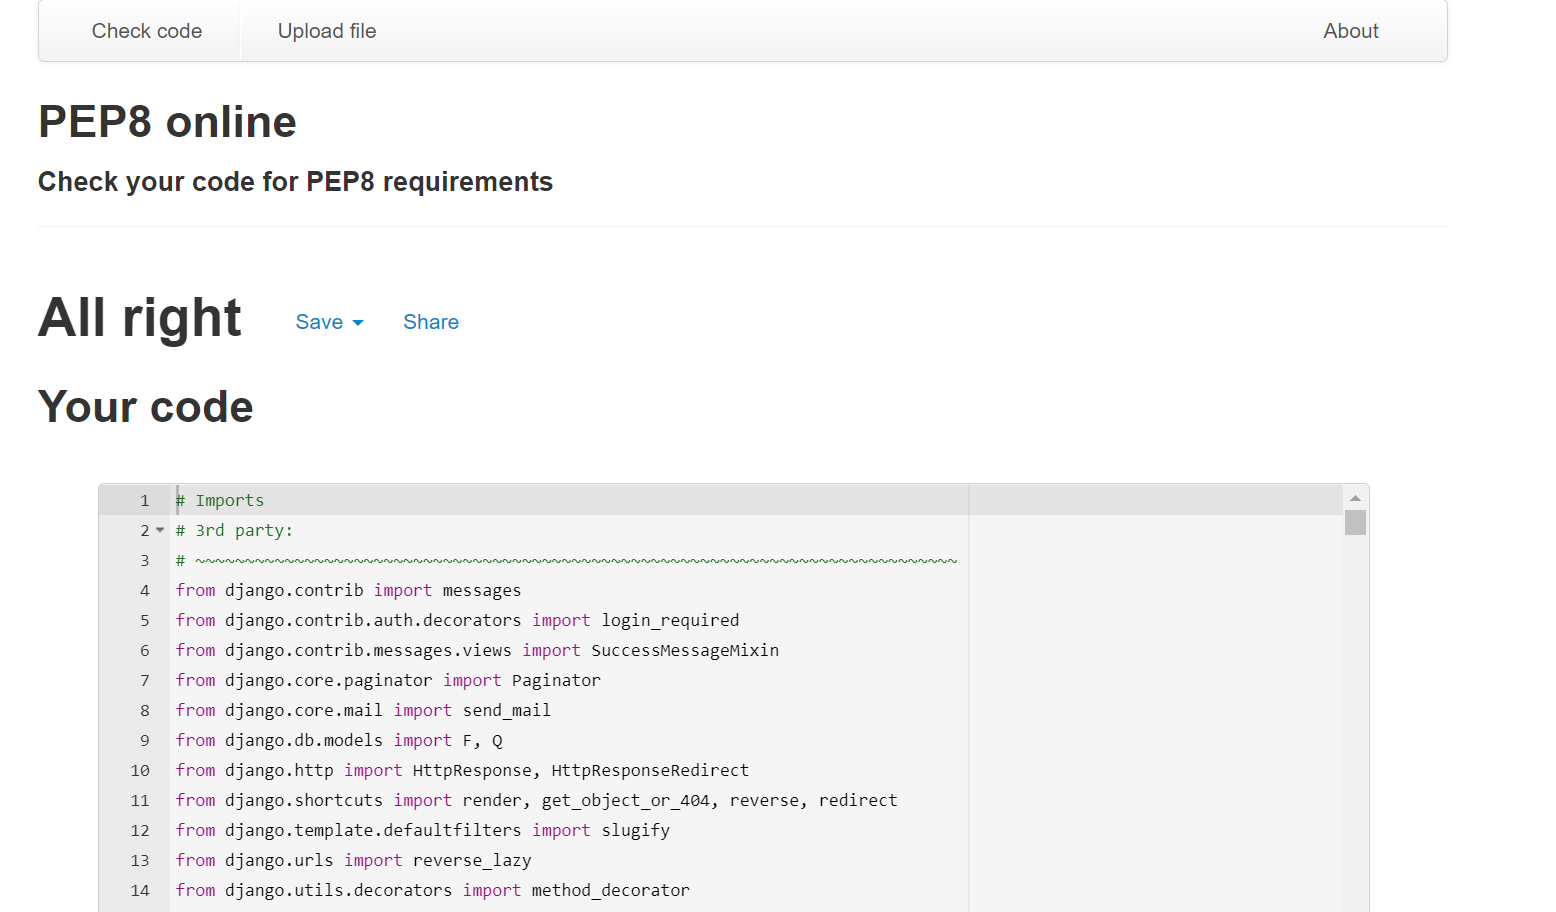 Check code Upload file About
PEP8 online
Check your code for PEP8 requirements
All right Save Share
Your code
1 # Imports
2 # 3rd party:
3 # ~~~~~~~~~~~~~~~~~~~~~~~~~~~~~~~~~~~~~~~~~~~~~~~~~~~~~~~~~~~~~~~~~~~~~~~~~~~~~
4 from django.contrib import messages
5 from django.contrib.auth.decorators import login_required
6 from django.contrib.messages.views import SuccessMessageMixin
7 from django.core.paginator import Paginator
8 from django.core.mail import send_mail
9 from django.db.models import F, Q
10 from django.http import HttpResponse, HttpResponseRedirect
11 from django.shortcuts import render, get_object_or_404, reverse, redirect
12 from django.template.defaultfilters import slugify
13 from django.urls import reverse_lazy
14 from django.utils.decorators import method_decorator